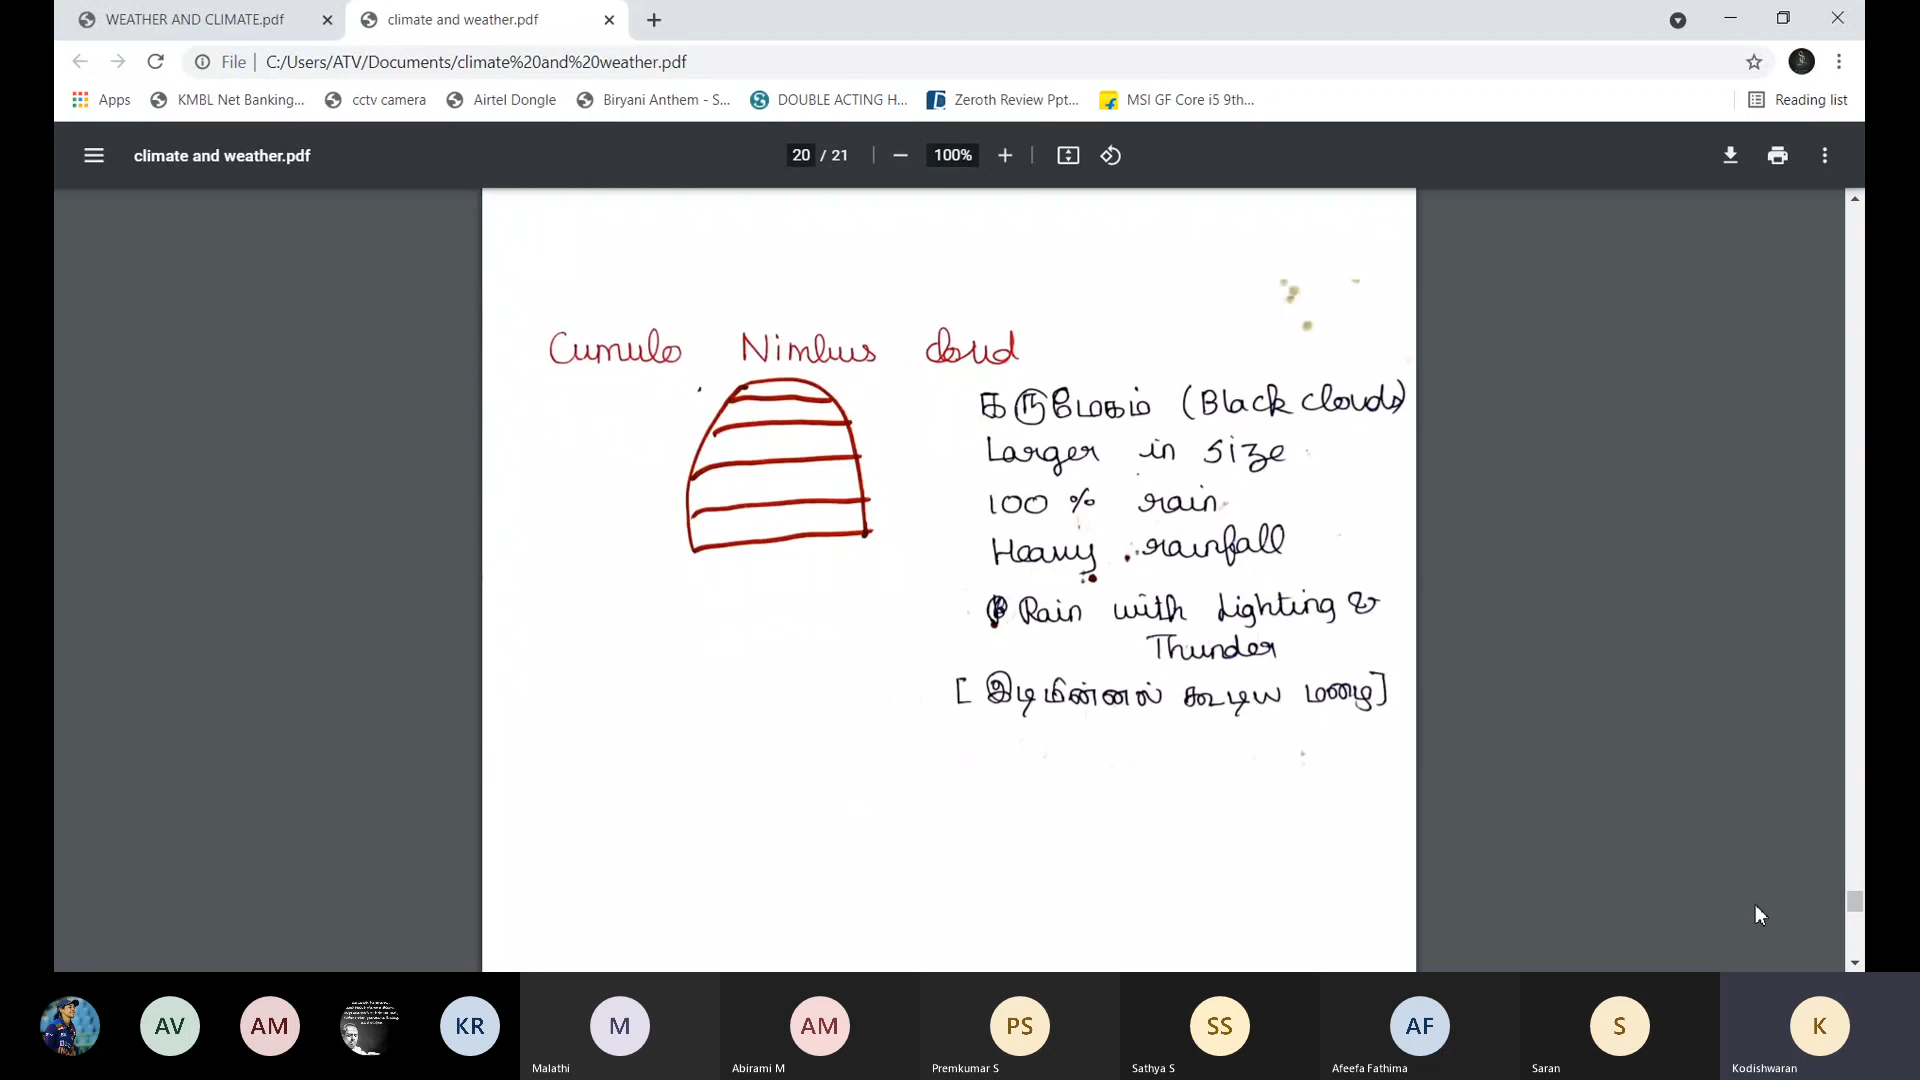 WEATHER AND CLIMATE.pdf
climate and weather.pdf
File
C:/Users/ATV/Documents/climate%20and%20weather.pdf
Apps
KMBL Net Banking...
cctv camera
Airtel Dongle
Biryani Anthem - S...
DOUBLE ACTING H...
Zeroth Review Ppt...
MSI GF Core i5 9th...
Reading list
climate and weather.pdf
20 / 21
100%
Cumulo Nimbus cloud
கருமேகம் (Black clouds)
Larger in size
100 % rain
Heavy rainfall
Rain with Lighting &
Thunder
[இடிமின்னல் கூடிய மழை]
AV
AM
KR
M
AM
PS
SS
AF
S
K
Malathi
Abirami M
Premkumar S
Sathya S
Afeefa Fathima
Saran
Kodishwaran